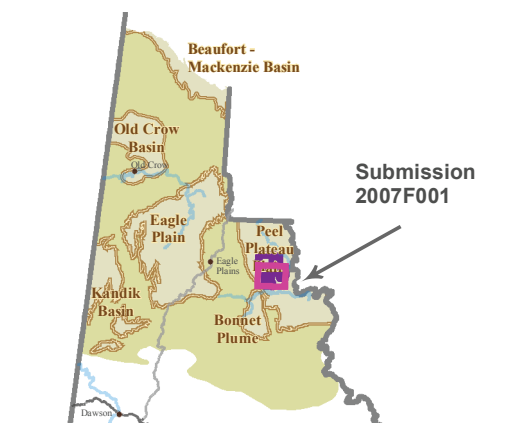 Beaufort -
Mackenzie Basin
Old Crow
Basin
Old Crow
Submission
2007F001
Eagle
Plain
Peel
Plateau
Eagle
Plains
Kandik
Basin
Bonnet
Plume
Dawson